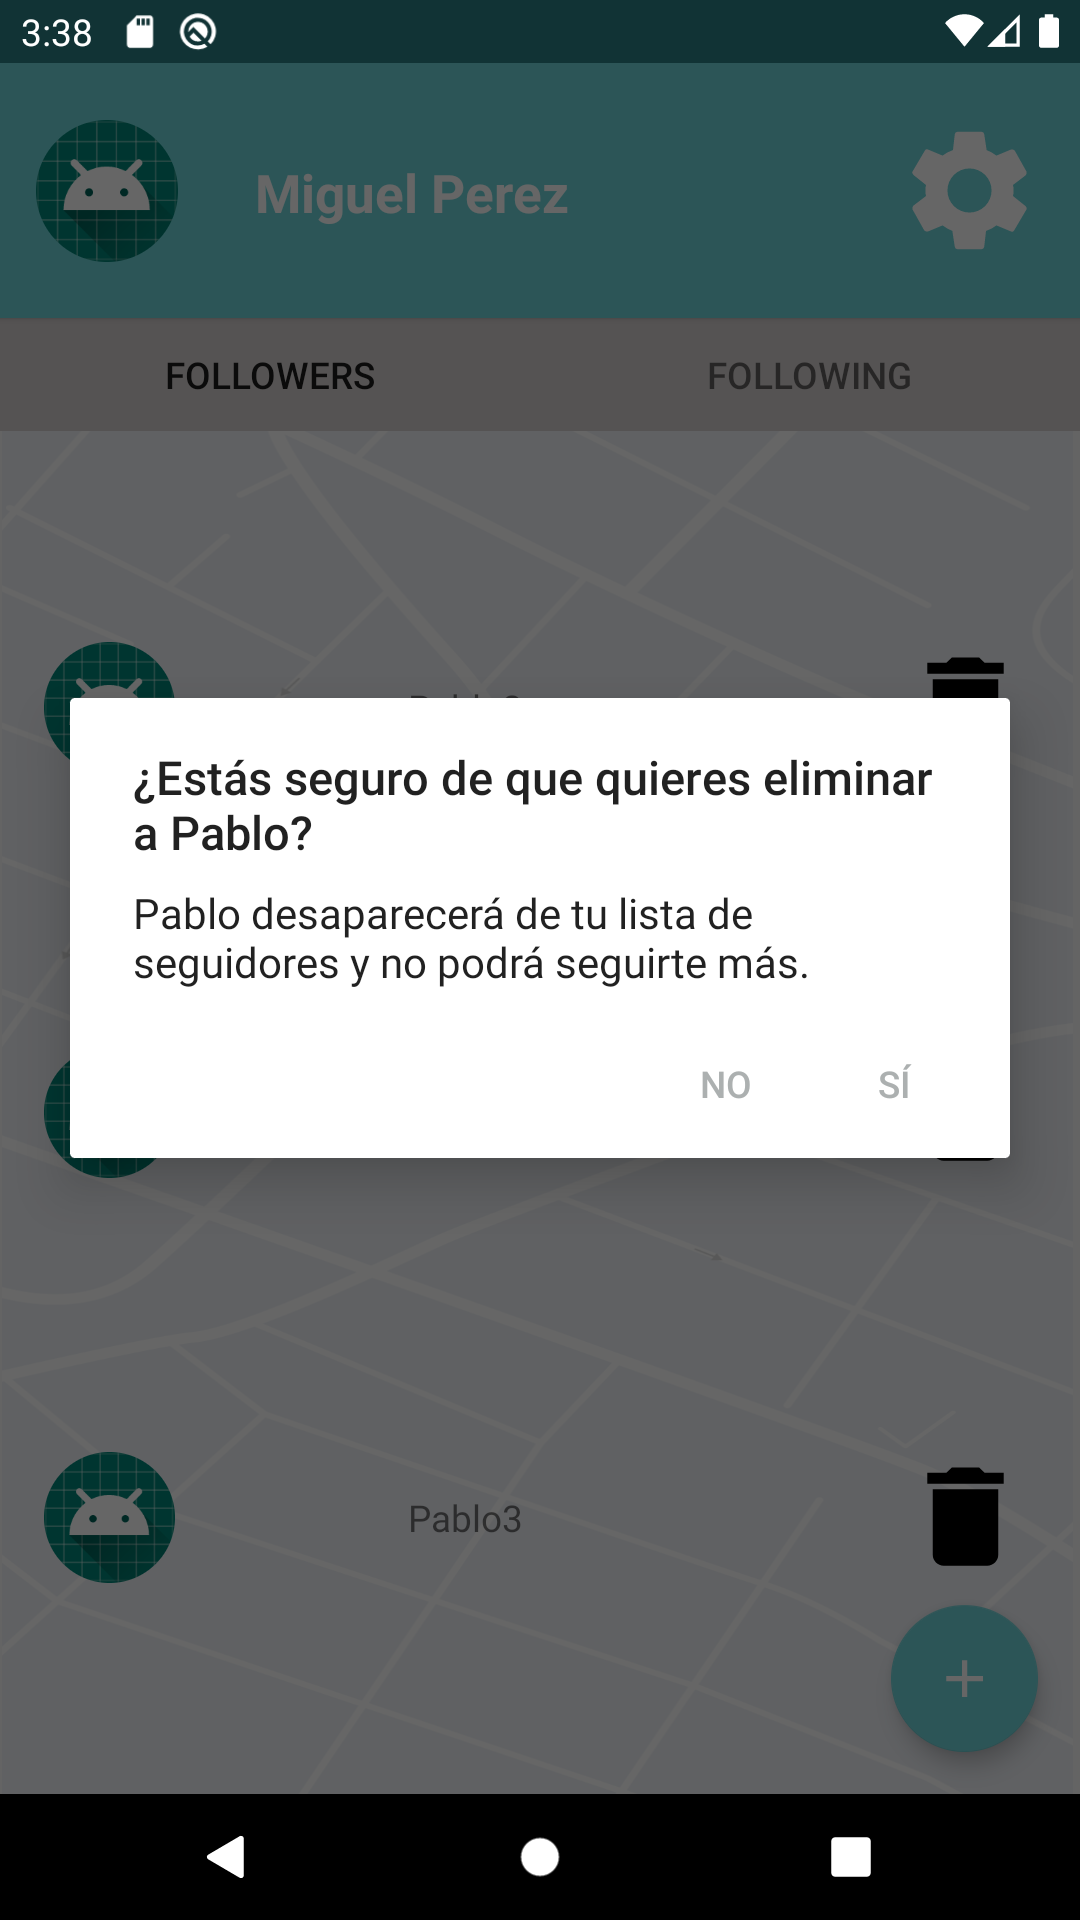 3:38
Miguel Perez
FOLLOWERS
FOLLOWING
¿Estás seguro de que quieres eliminar
a Pablo?
Pablo desaparecerá de tu lista de
seguidores y no podrá seguirte más.
NO
SÍ
Pablo3